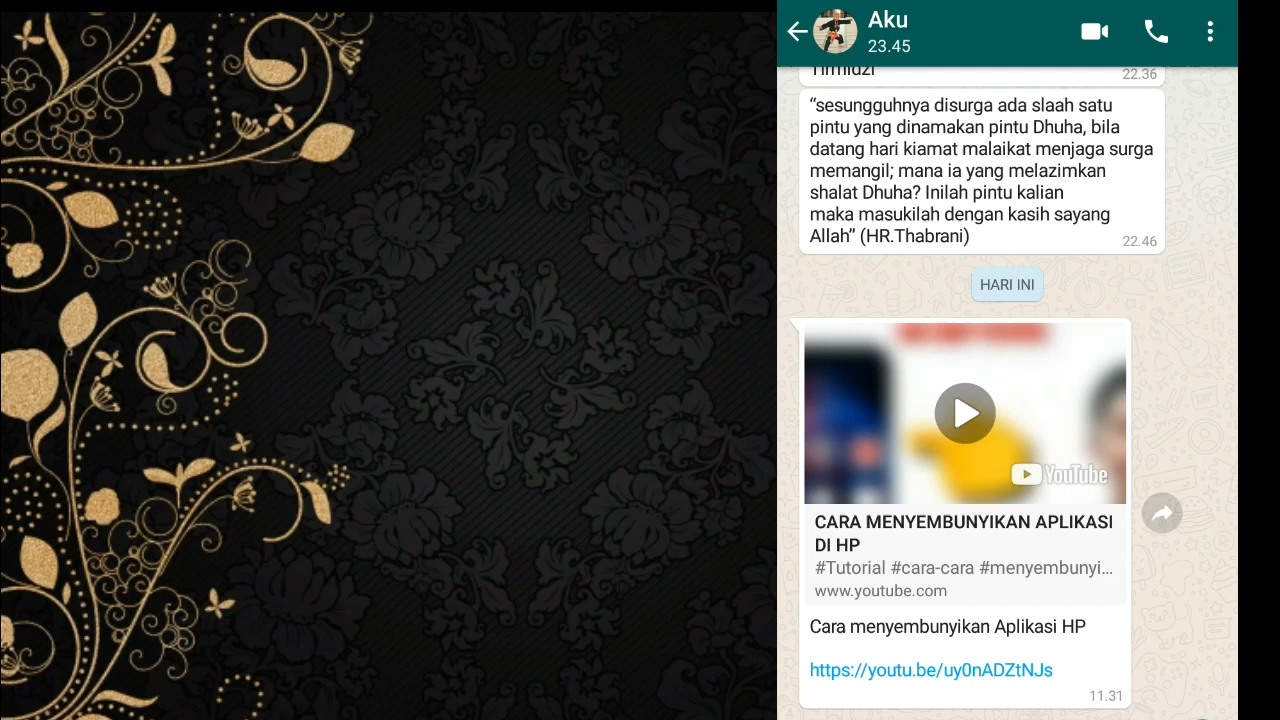 Aku
23.45
Tirmidzi
22.36
“sesungguhnya disurga ada slaah satu
pintu yang dinamakan pintu Dhuha, bila
datang hari kiamat malaikat menjaga surga
memangil; mana ia yang melazimkan
shalat Dhuha? Inilah pintu kalian
maka masukilah dengan kasih sayang
Allah” (HR.Thabrani)
22.46
HARI INI
YouTube
CARA MENYEMBUNYIKAN APLIKASI
DI HP
#Tutorial #cara-cara #menyembunyi...
www.youtube.com
Cara menyembunyikan Aplikasi HP
https://youtu.be/uy0nADZtNJs
11.31